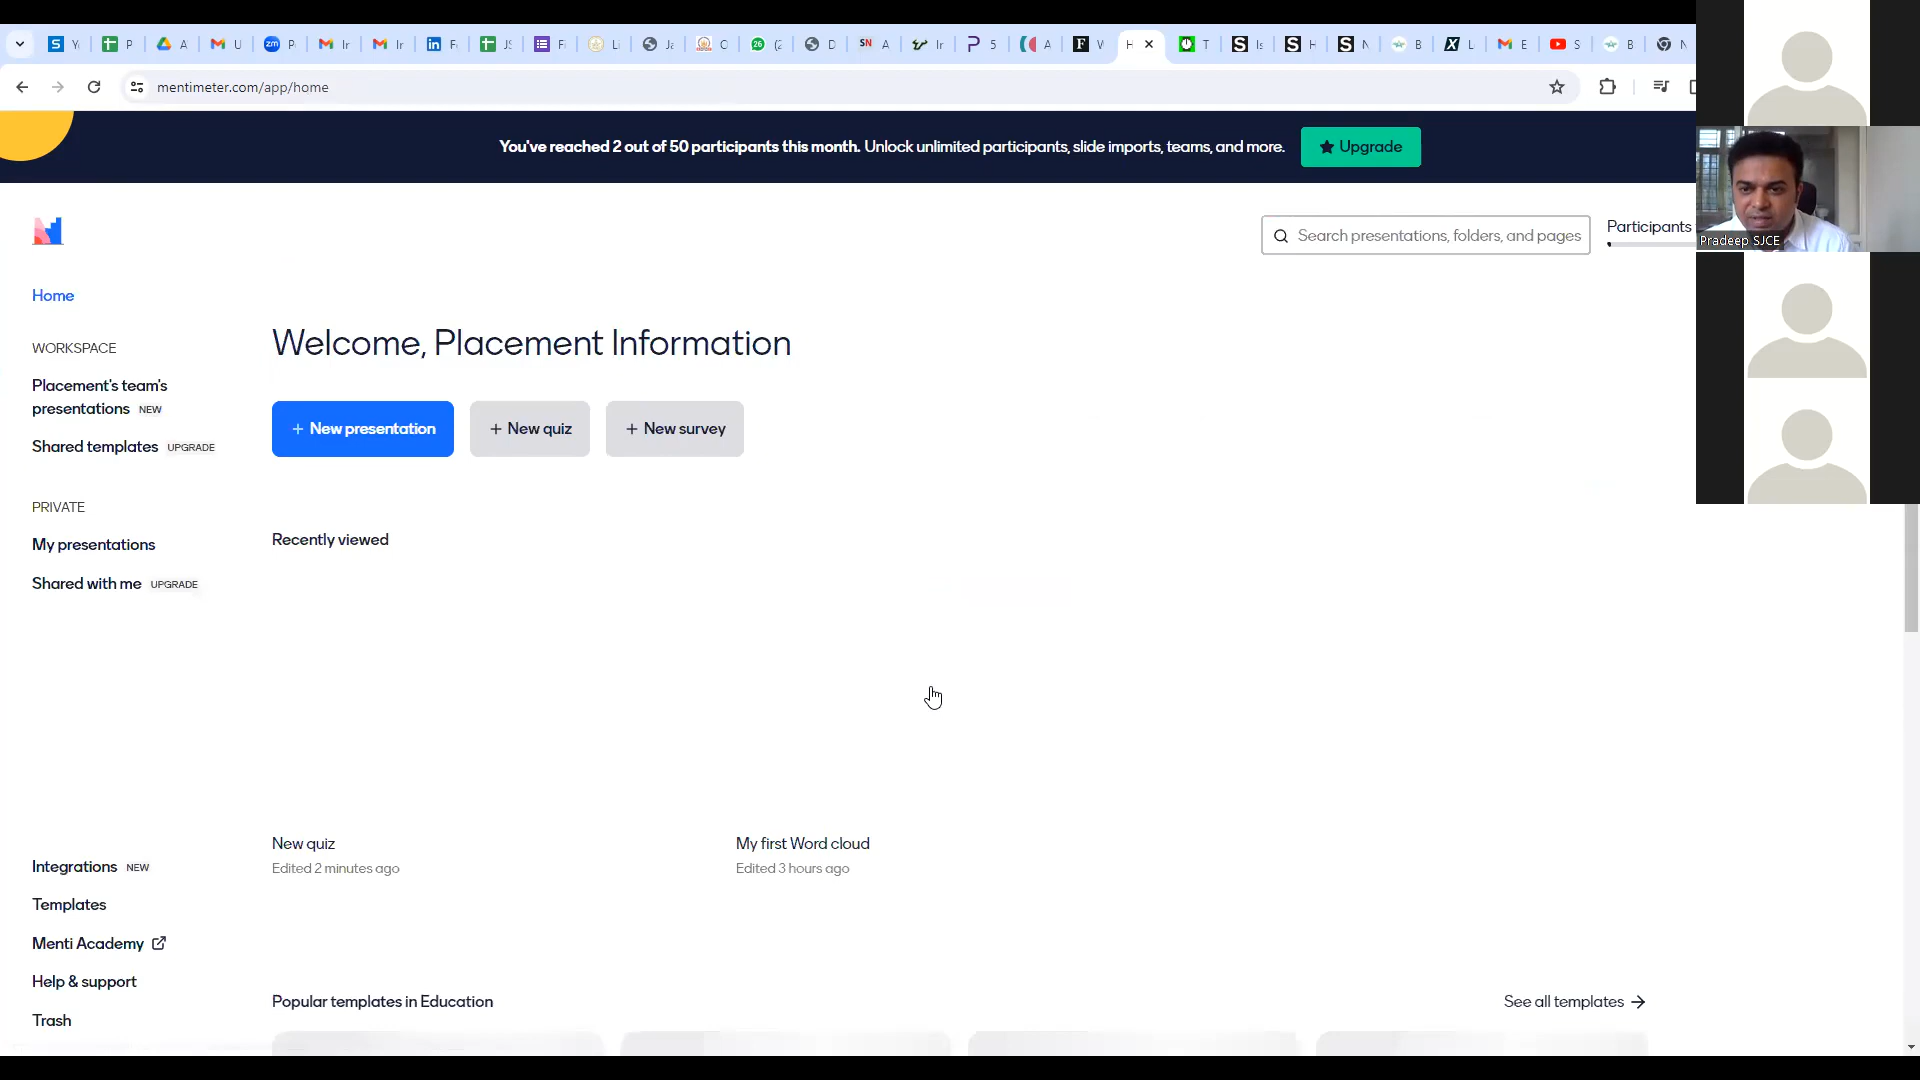 mentimeter.com/app/home
You've reached 2 out of 50 participants this month. Unlock unlimited participants, slide imports, teams, and more.
Upgrade
Search presentations, folders, and pages
Participants
Pradeep SJCE
Home
Welcome, Placement Information
WORKSPACE
Placement's team's
presentations NEW
Shared templates UPGRADE
+ New presentation
+ New quiz
+ New survey
PRIVATE
My presentations
Shared with me UPGRADE
Recently viewed
New quiz
Edited 2 minutes ago
My first Word cloud
Edited 3 hours ago
Integrations NEW
Templates
Menti Academy
Help & support
Trash
Popular templates in Education
See all templates